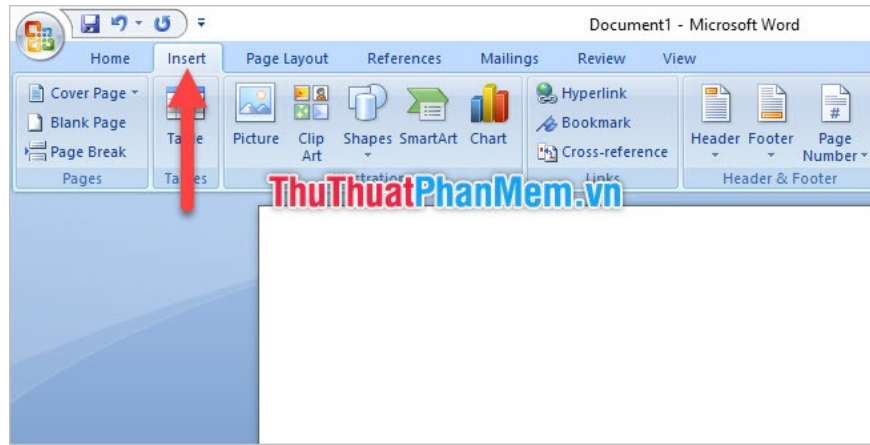 Document1 - Microsoft Word
Home Insert Page Layout References Mailings Review View
Cover Page
Blank Page
Page Break
Pages
Picture
Clip Art
Shapes
SmartArt
Chart
Hyperlink
Bookmark
Cross-reference
Links
Header
Footer
Page Number
#
Header & Footer
ThuThuatPhanMem.vn